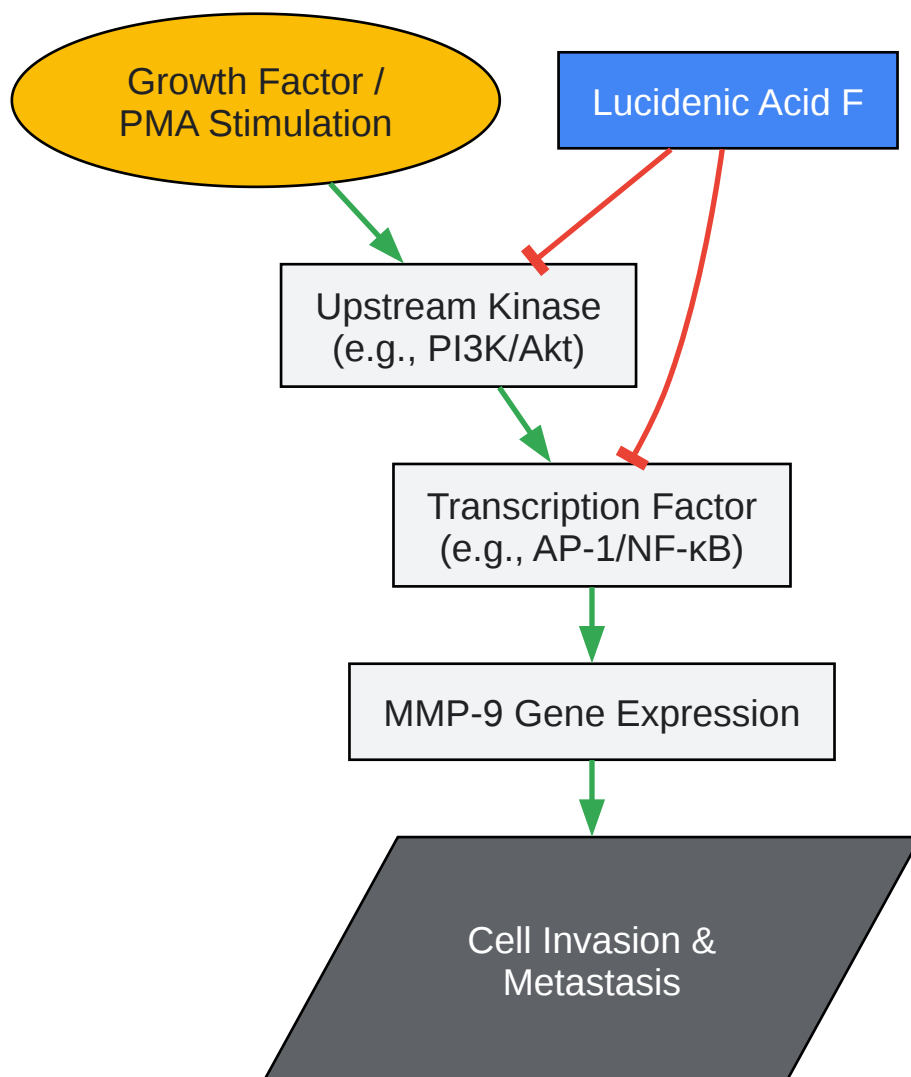 Growth Factor /
PMA Stimulation
Lucidenic Acid F
Upstream Kinase
(e.g., PI3K/Akt)
Transcription Factor
(e.g., AP-1/NF-κB)
MMP-9 Gene Expression
Cell Invasion &
Metastasis